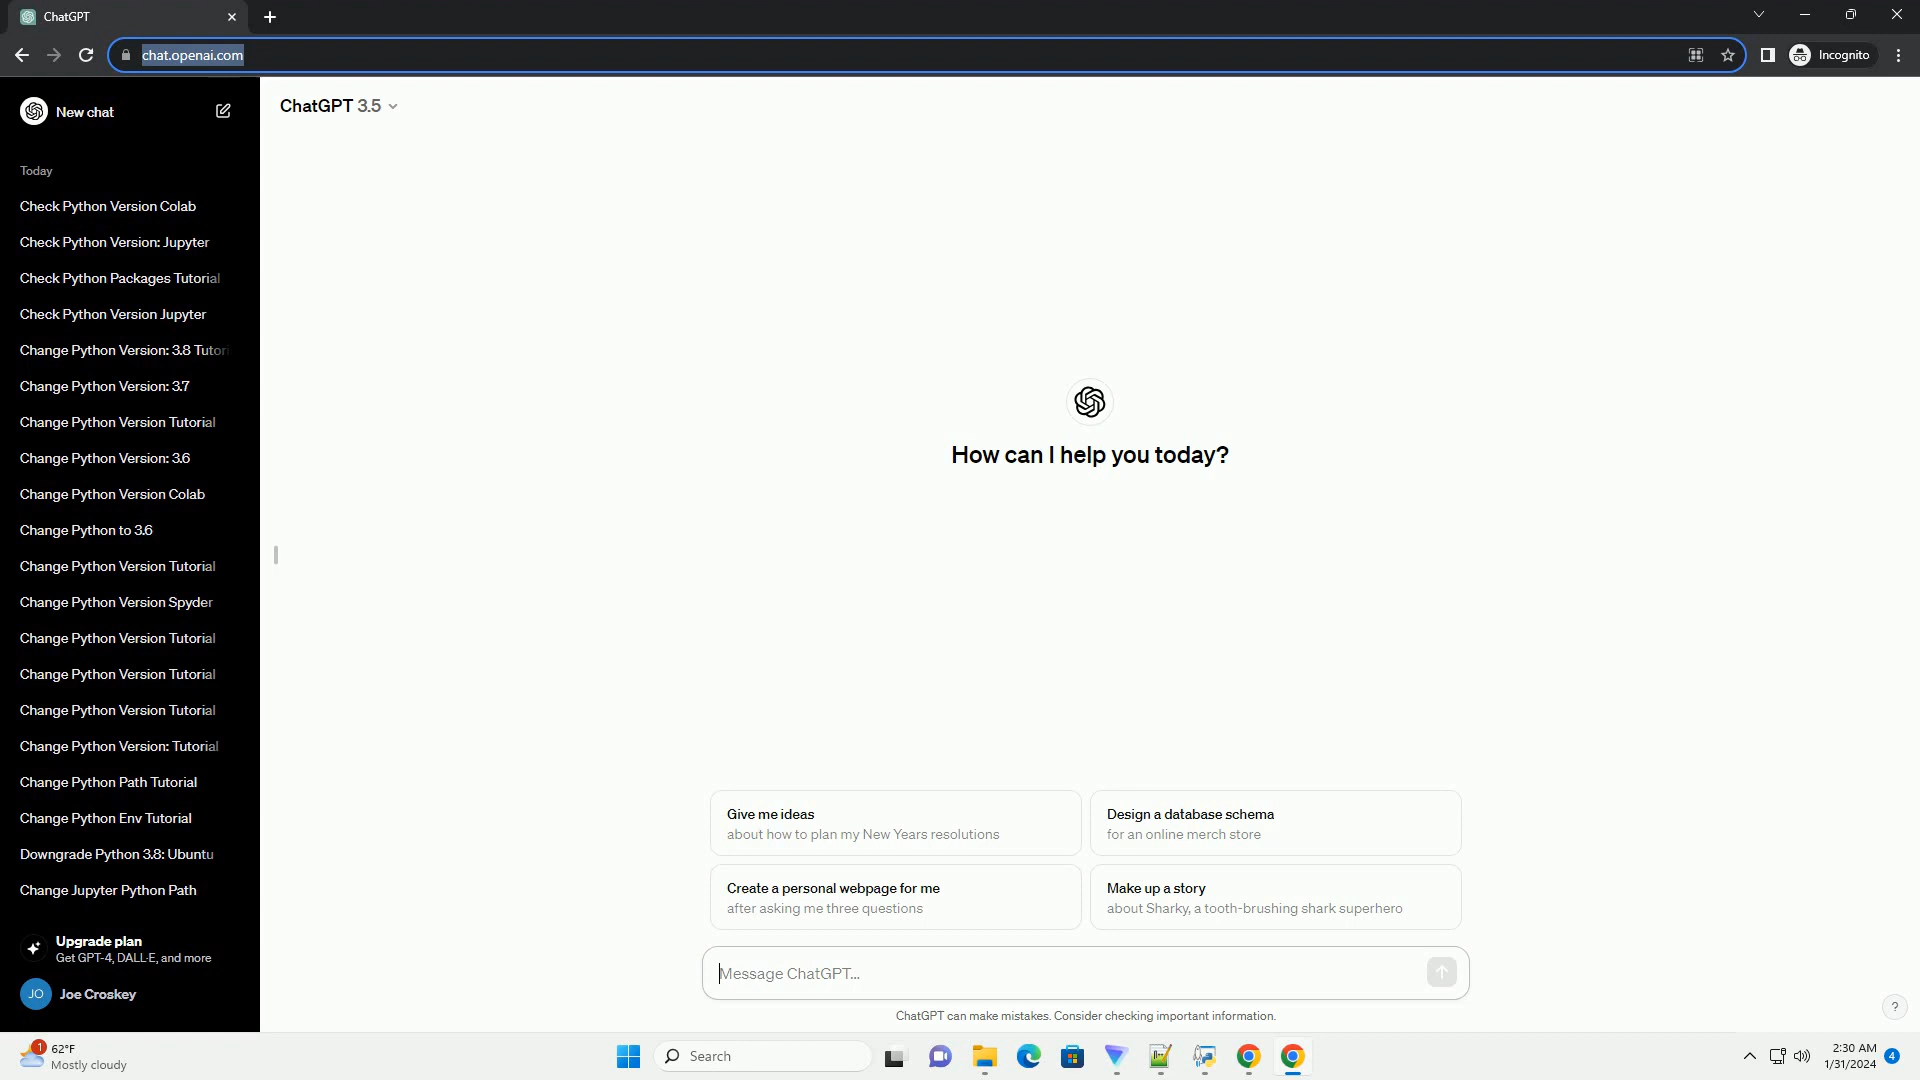 ChatGPT
chat.openai.com
Incognito
New chat
ChatGPT 3.5
Today
Check Python Version Colab
Check Python Version: Jupyter
Check Python Packages Tutorial
Check Python Version Jupyter
Change Python Version: 3.8 Tutori
Change Python Version: 3.7
Change Python Version Tutorial
Change Python Version: 3.6
Change Python Version Colab
Change Python to 3.6
Change Python Version Tutorial
Change Python Version Spyder
Change Python Version Tutorial
Change Python Version Tutorial
Change Python Version Tutorial
Change Python Version: Tutorial
Change Python Path Tutorial
Change Python Env Tutorial
Downgrade Python 3.8: Ubuntu
Change Jupyter Python Path
Upgrade plan
Get GPT-4, DALL·E, and more
JO Joe Croskey
How can I help you today?
Give me ideas
about how to plan my New Years resolutions
Design a database schema
for an online merch store
Create a personal webpage for me
after asking me three questions
Make up a story
about Sharky, a tooth-brushing shark superhero
Message ChatGPT...
ChatGPT can make mistakes. Consider checking important information.
?
1
62°F
Mostly cloudy
Search
2:30 AM
1/31/2024
4